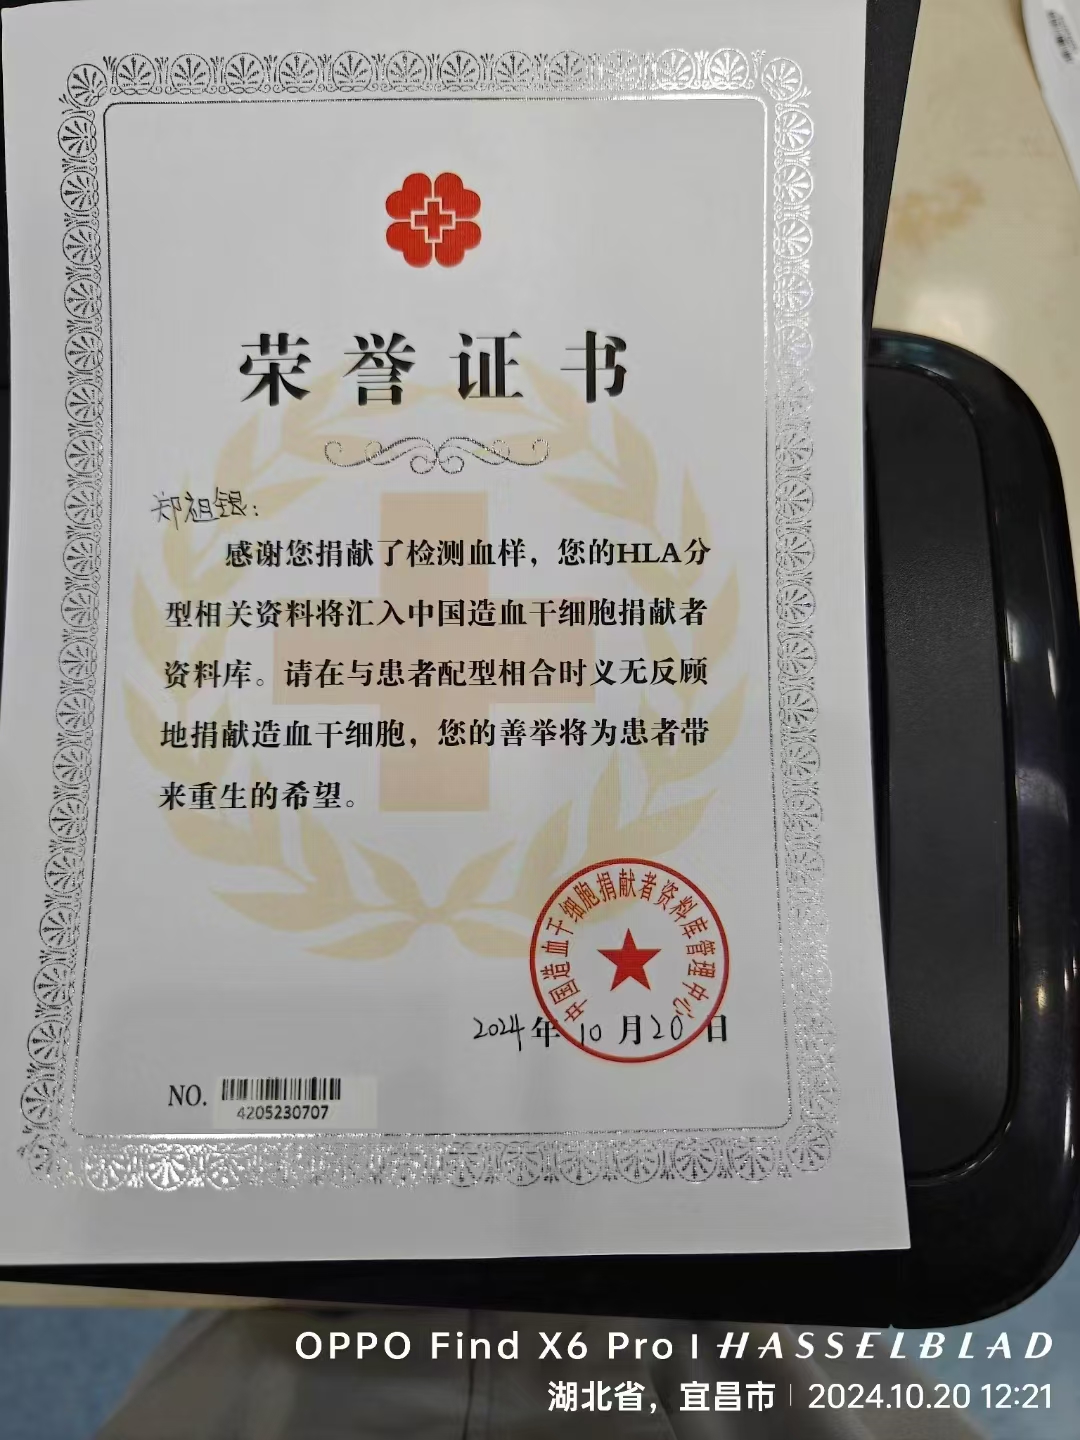 荣誉证书
郑祖银：
感谢您捐献了检测血样，您的HLA分
型相关资料将汇入中国造血干细胞捐献者
资料库。请在与患者配型相合时义无反顾
地捐献造血干细胞，您的善举将为患者带
来重生的希望。
中国造血干细胞捐献者资料库管理中心
2024年10月20日
NO.
4205230707
OPPO Find X6 Pro | HASSELBLAD
湖北省，宜昌市 | 2024.10.20 12:21